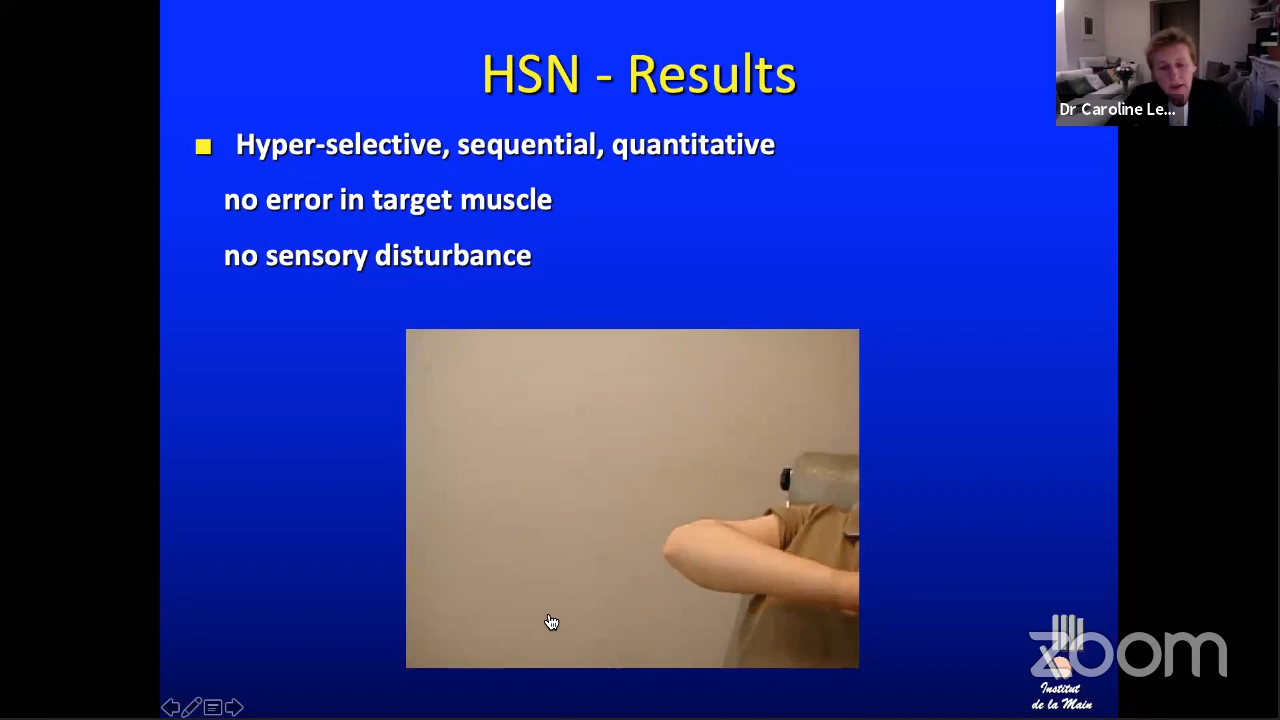 HSN - Results
Dr Caroline Le...
Hyper-selective, sequential, quantitative
no error in target muscle
no sensory disturbance
zoom
Institut
de la Main